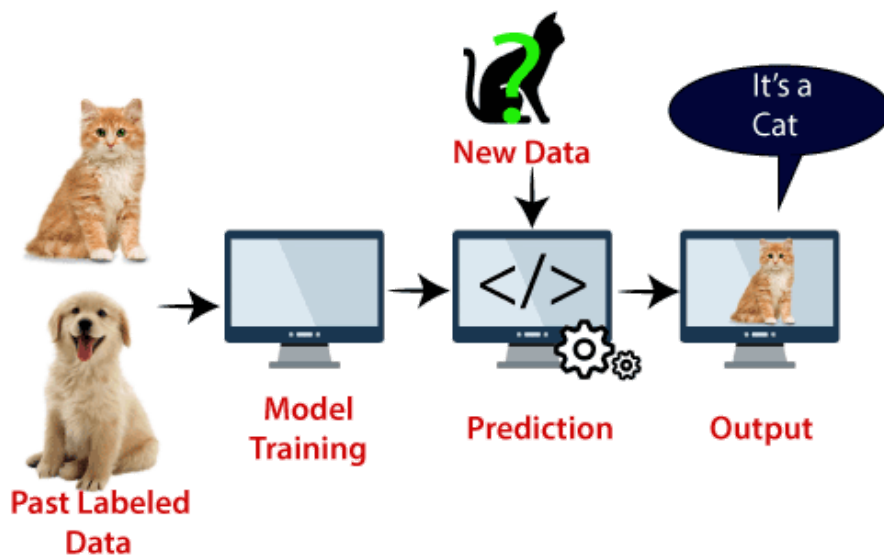 ?
New Data
It's a
Cat
</>
Model
Training
Prediction
Output
Past Labeled
Data